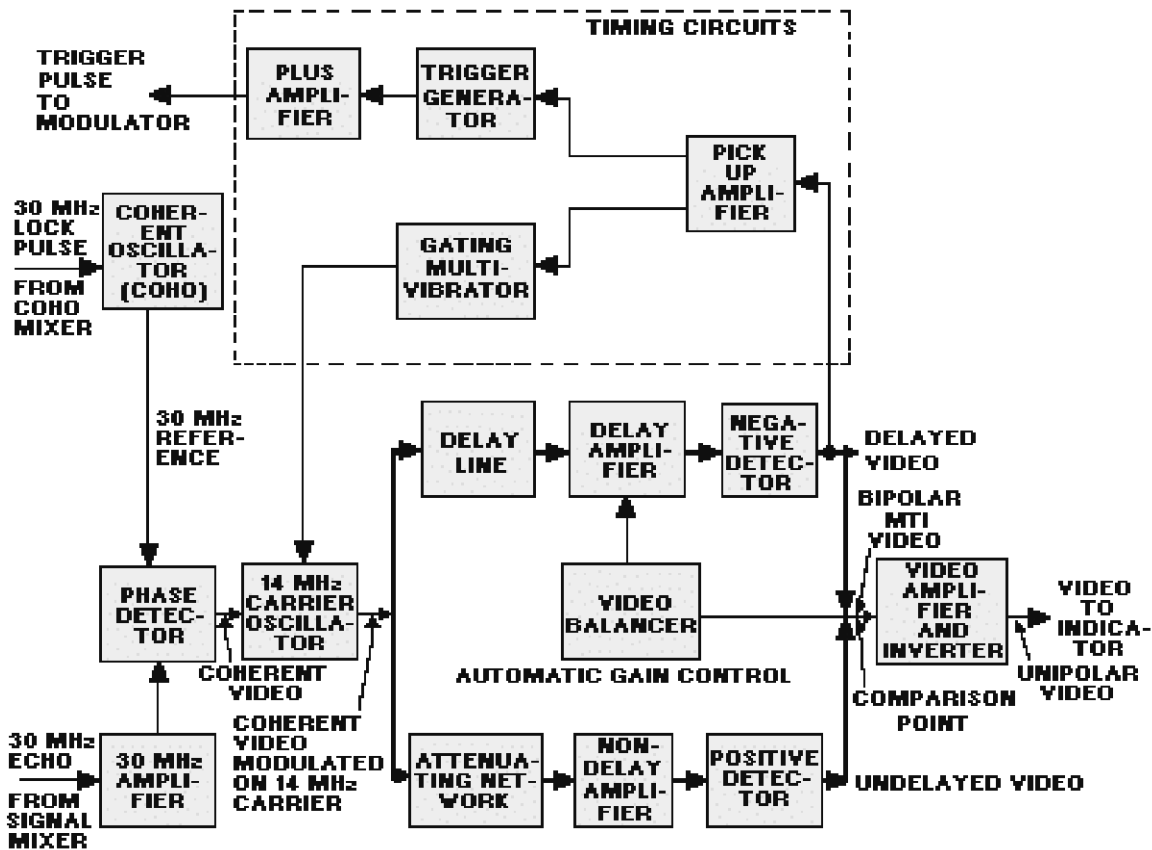 TIMING CIRCUITS
TRIGGER
PULSE
TO
MODULATOR
PLUS
AMPLI-
FIER
TRIGGER
GENERA-
TOR
PICK
UP
AMPLI-
FIER
30 MHz
LOCK
PULSE
FROM
COHO
MIXER
COHER-
ENT
OSCILLA-
TOR
(COHO)
GATING
MULTI-
VIBRATOR
30 MHz
REFER-
ENCE
DELAY
LINE
DELAY
AMPLI-
FIER
NEGA-
TIVE
DETEC-
TOR
DELAYED
VIDEO
BIPOLAR
MTI
VIDEO
PHASE
DETEC-
TOR
14 MHz
CARRIER
OSCILLA-
TOR
VIDEO
BALANCER
VIDEO
AMPLI-
FIER
AND
INVERTER
VIDEO
TO
INDICA-
TOR
COHERENT
VIDEO
AUTOMATIC GAIN CONTROL
UNIPOLAR
VIDEO
COMPARISON
POINT
COHERENT
VIDEO
MODULATED
ON 14 MHz
CARRIER
30 MHz
ECHO
FROM
SIGNAL
MIXER
30 MHz
AMPLI-
FIER
ATTENUA-
TING NET-
WORK
NON-
DELAY
AMPLI-
FIER
POSITIVE
DETEC-
TOR
UNDELAYED VIDEO